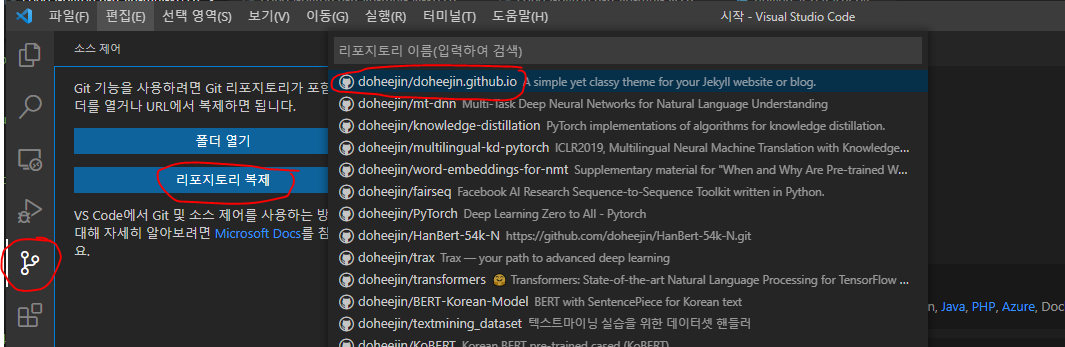 편집(E) 선택 영역(S) 보기(V) 이동(G) 실행(R) 터미널(T) 도움말(H) 시작 - Visual Studio Code
소스 제어
리포지토리 이름(입력하여 검색)
Git 기능을 사용하려면 Git 리포지토리가 포함
더를 열거나 URL에서 복제하면 됩니다.
폴더 열기
리포지토리 복제
VS Code에서 Git 및 소스 제어를 사용하는 방
대해 자세히 알아보려면 Microsoft Docs를 참
요.
doheejin/doheejin.github.io A simple yet classy theme for your Jekyll website or blog.
doheejin/mt-dnn Multi-Task Deep Neural Networks for Natural Language Understanding
doheejin/knowledge-distillation PyTorch implementations of algorithms for knowledge distillation.
doheejin/multilingual-kd-pytorch ICLR2019, Multilingual Neural Machine Translation with Knowledge...
doheejin/word-embeddings-for-nmt Supplementary material for "When and Why Are Pre-trained W...
doheejin/fairseq Facebook AI Research Sequence-to-Sequence Toolkit written in Python.
doheejin/PyTorch Deep Learning Zero to All - Pytorch
doheejin/HanBert-54k-N https://github.com/doheejin/HanBert-54k-N.git
doheejin/trax Trax — your path to advanced deep learning
doheejin/transformers 🤗 Transformers: State-of-the-art Natural Language Processing for TensorFlow ...
doheejin/BERT-Korean-Model BERT with SentencePiece for Korean text
doheejin/textmining_dataset 텍스트마이닝 실습을 위한 데이터셋 핸들러
doheejin/KoBERT Korean BERT pre-trained cased (KoBERT)
n, Java, PHP, Azure, Doc